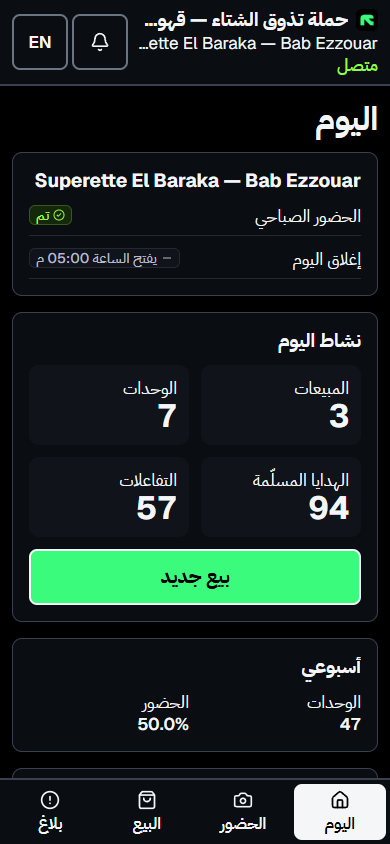 حملة تذوق الشتاء — قهو...
...ette El Baraka — Bab Ezzouar
متصل
EN
اليوم
Superette El Baraka — Bab Ezzouar
الحضور الصباحي
تم
إغلاق اليوم
– يفتح الساعة 05:00 م
نشاط اليوم
المبيعات
3
الوحدات
7
الهدايا المسلّمة
94
التفاعلات
57
بيع جديد
أسبوعي
الوحدات
47
الحضور
50.0%
اليوم
الحضور
البيع
بلاغ